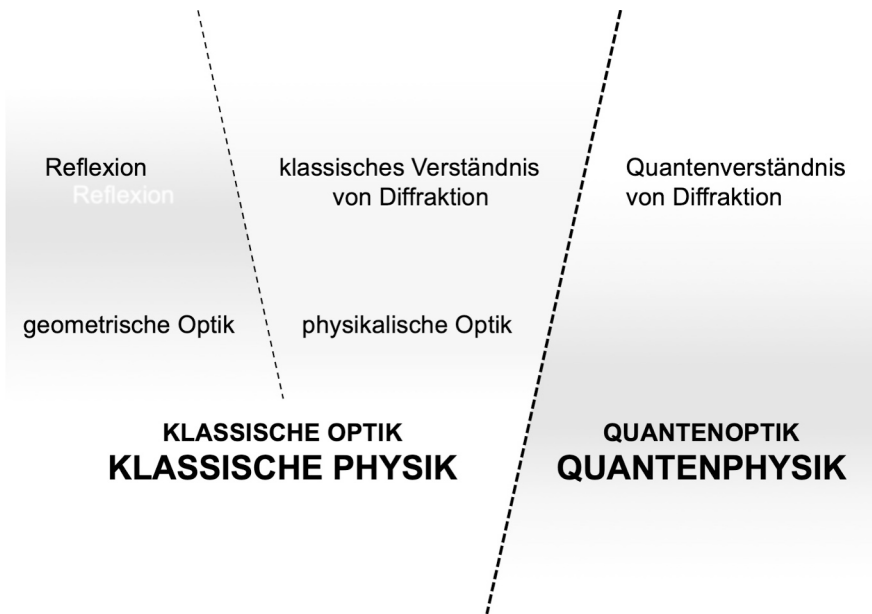 Reflexion
Reflexion
klassisches Verständnis
von Diffraktion
Quantenverständnis
von Diffraktion
geometrische Optik
physikalische Optik
KLASSISCHE OPTIK
KLASSISCHE PHYSIK
QUANTENOPTIK
QUANTENPHYSIK